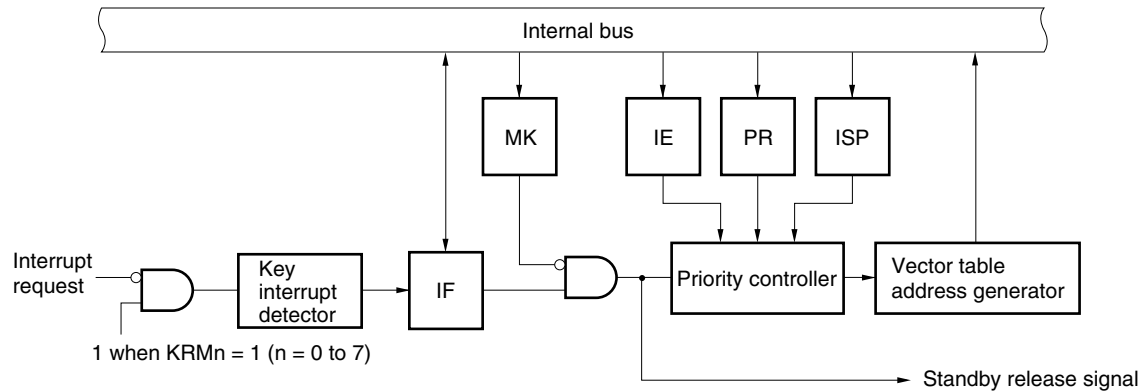 Internal bus
MK
IE
PR
ISP
Interrupt
request
Key
interrupt
detector
IF
Priority controller
Vector table
address generator
1 when KRMn = 1 (n = 0 to 7)
Standby release signal